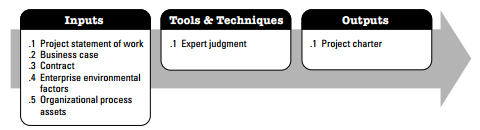 Inputs
.1 Project statement of work
.2 Business case
.3 Contract
.4 Enterprise environmental
factors
.5 Organizational process
assets
Tools & Techniques
.1 Expert judgment
Outputs
.1 Project charter